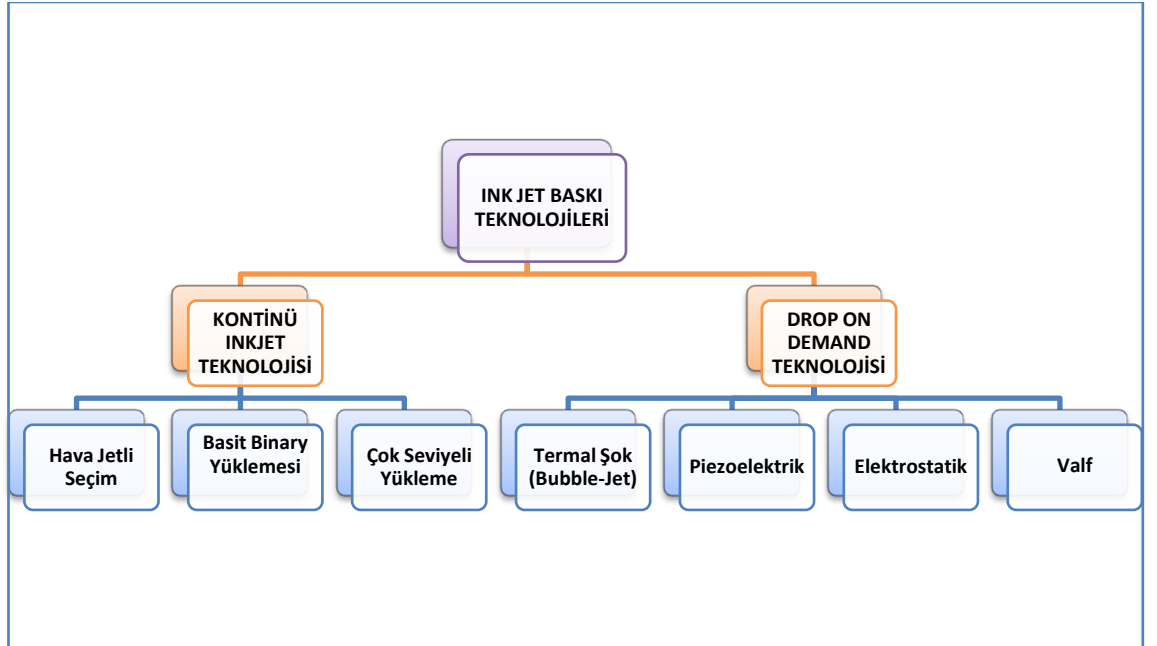 INK JET BASKI
TEKNOLOJİLERİ
KONTİNÜ
INKJET
TEKNOLOJİSİ
DROP ON
DEMAND
TEKNOLOJİSİ
Hava Jetli
Seçim
Basit Binary
Yüklemesi
Çok Seviyeli
Yükleme
Termal Şok
(Bubble-Jet)
Piezoelektrik
Elektrostatik
Valf